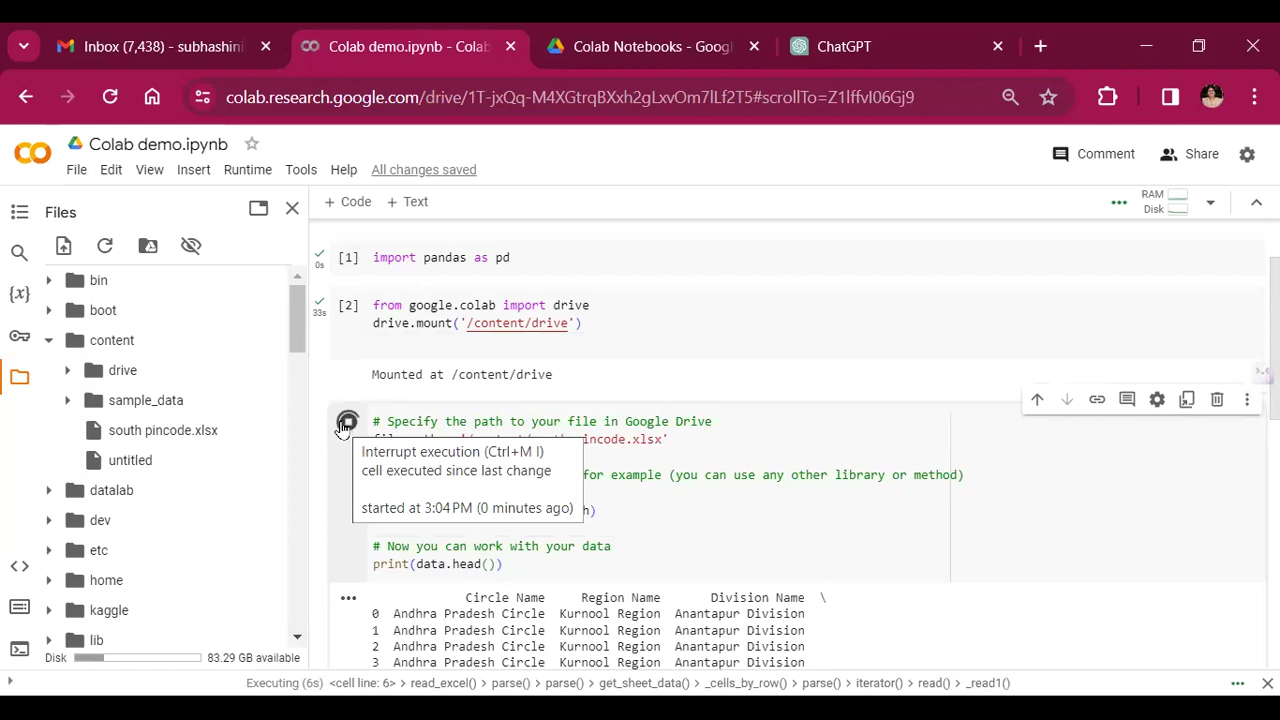 Inbox (7,438) - subhashini
Colab demo.ipynb - Colab
Colab Notebooks - Google
ChatGPT
colab.research.google.com/drive/1T-jxQq-M4XGtrqBXxh2gLxvOm7lLf2T5#scrollTo=Z1lffvI06Gj9
Colab demo.ipynb
Comment
Share
File Edit View Insert Runtime Tools Help All changes saved
Files
+ Code + Text
RAM
Disk
[1] import pandas as pd
0s
[2] from google.colab import drive
33s
drive.mount('/content/drive')
Mounted at /content/drive
bin
boot
content
drive
sample_data
south pincode.xlsx
untitled
datalab
dev
etc
home
kaggle
lib
Disk 83.29 GB available
# Specify the path to your file in Google Drive
pincode.xlsx'
Interrupt execution (Ctrl+M I)
cell executed since last change
started at 3:04 PM (0 minutes ago)
for example (you can use any other library or method)
# Now you can work with your data
print(data.head())
Circle Name Region Name Division Name \
0 Andhra Pradesh Circle Kurnool Region Anantapur Division
1 Andhra Pradesh Circle Kurnool Region Anantapur Division
2 Andhra Pradesh Circle Kurnool Region Anantapur Division
3 Andhra Pradesh Circle Kurnool Region Anantapur Division
Executing (6s) <cell line: 6> > read_excel() > parse() > parse() > get_sheet_data() > _cells_by_row() > parse() > iterator() > read() > _read1()